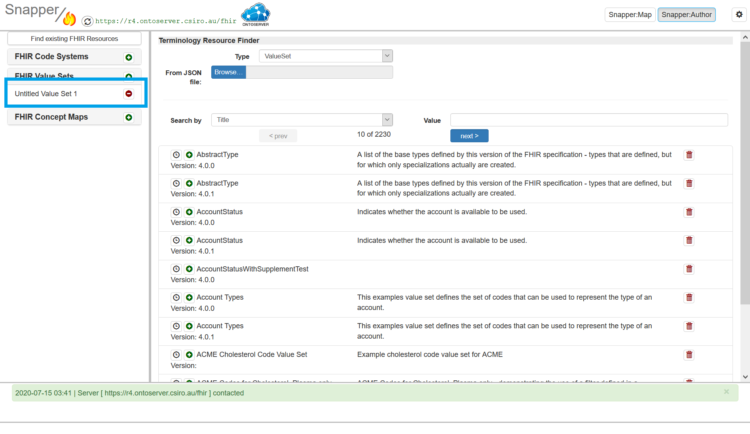 Snapper
https://r4.ontoserver.csiro.au/fhir
ONTOSERVER
Snapper:Map
Snapper:Author
Find existing FHIR Resources
FHIR Code Systems
FHIR Value Sets
Untitled Value Set 1
FHIR Concept Maps
Terminology Resource Finder
Type
ValueSet
From JSON
file:
Browse...
Search by
Title
Value
< prev
10 of 2230
next >
AbstractType
Version: 4.0.0
A list of the base types defined by this version of the FHIR specification - types that are defined, but
for which only specializations actually are created.
AbstractType
Version: 4.0.1
A list of the base types defined by this version of the FHIR specification - types that are defined, but
for which only specializations actually are created.
AccountStatus
Version: 4.0.0
Indicates whether the account is available to be used.
AccountStatus
Version: 4.0.1
Indicates whether the account is available to be used.
AccountStatusWithSupplementTest
Version: 4.0.0
Account Types
Version: 4.0.0
This examples value set defines the set of codes that can be used to represent the type of an
account.
Account Types
Version: 4.0.1
This examples value set defines the set of codes that can be used to represent the type of an
account.
ACME Cholesterol Code Value Set
Version:
Example cholesterol code value set for ACME
2020-07-15 03:41 | Server [ https://r4.ontoserver.csiro.au/fhir ] contacted